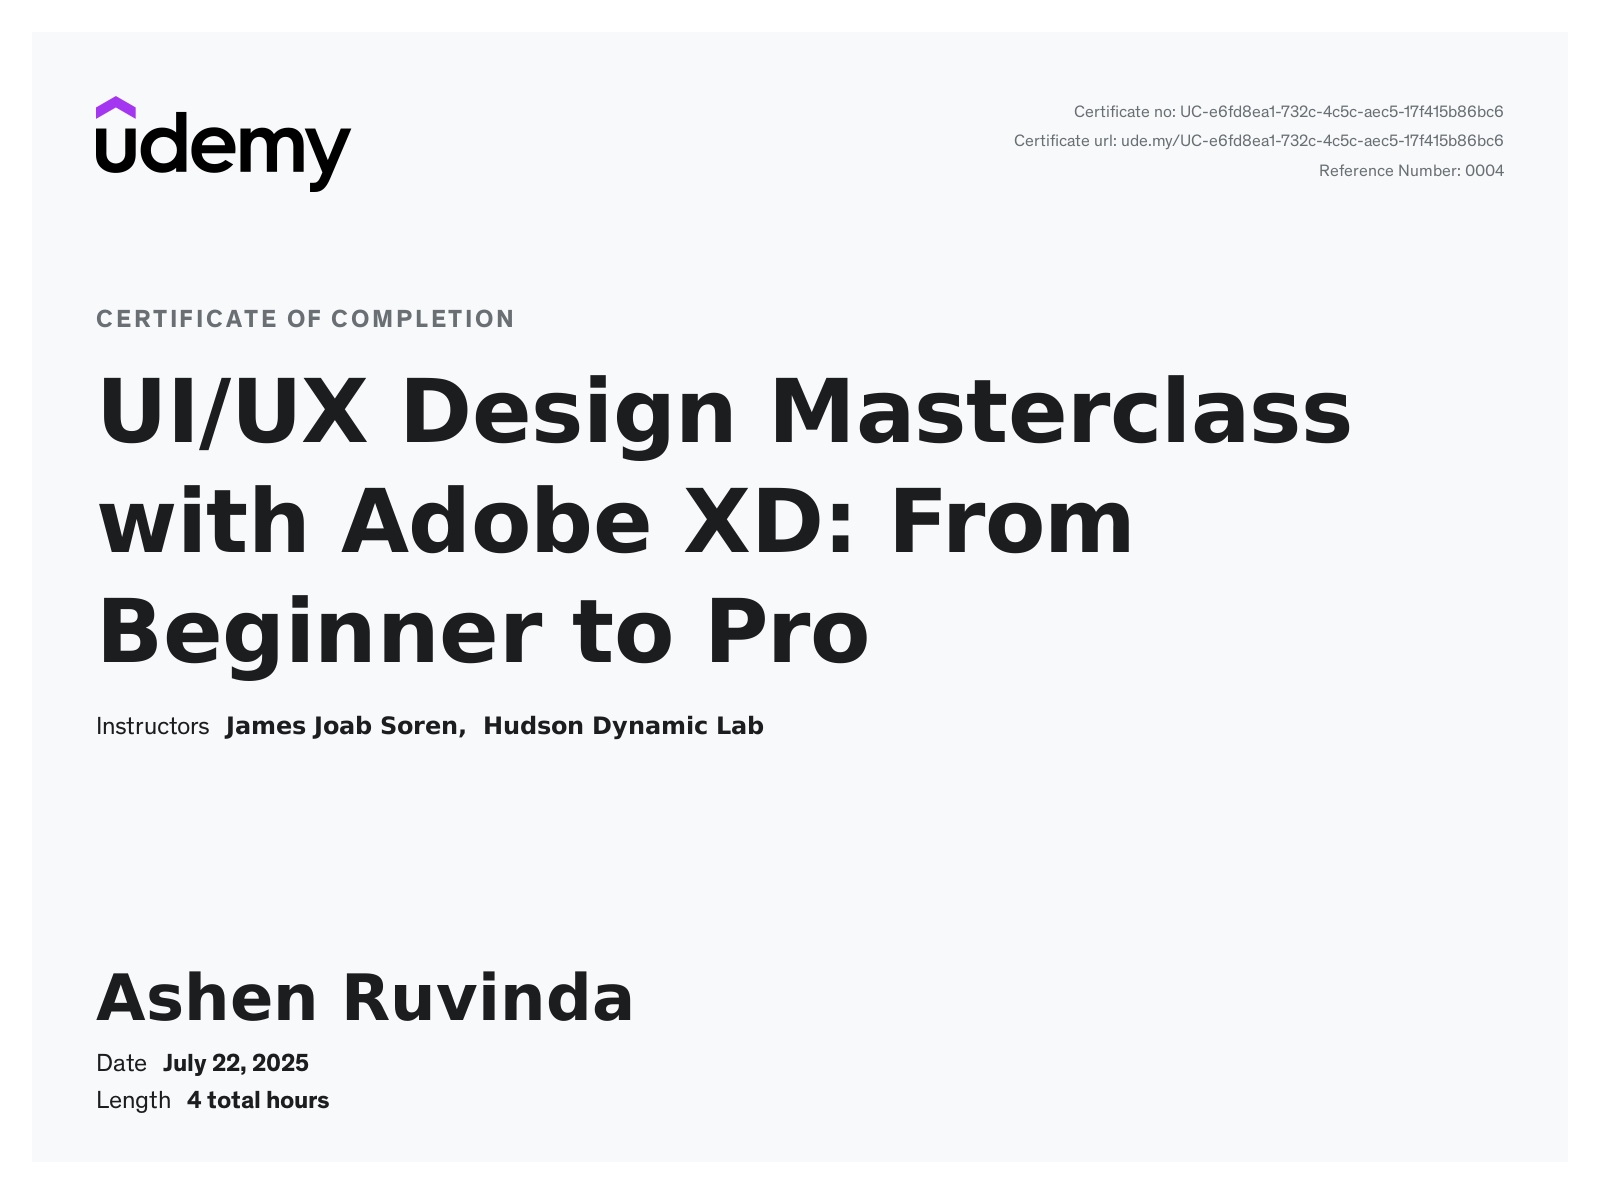 udemy
Certificate no: UC-e6fd8ea1-732c-4c5c-aec5-17f415b86bc6
Certificate url: ude.my/UC-e6fd8ea1-732c-4c5c-aec5-17f415b86bc6
Reference Number: 0004
CERTIFICATE OF COMPLETION
UI/UX Design Masterclass
with Adobe XD: From
Beginner to Pro
Instructors James Joab Soren, Hudson Dynamic Lab
Ashen Ruvinda
Date July 22, 2025
Length 4 total hours